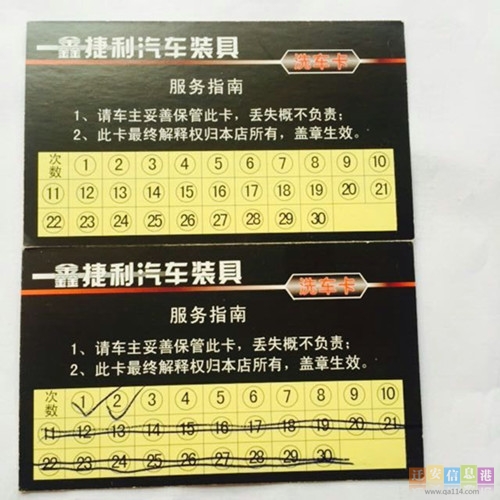 一鑫捷利汽车装具
洗车卡
服务指南
1、请车主妥善保管此卡，丢失概不负责；
2、此卡最终解释权归本店所有，盖章生效。
次数 1 2 3 4 5 6 7 8 9 10
11 12 13 14 15 16 17 18 19 20 21
22 23 24 25 26 27 28 29 30
一鑫捷利汽车装具
洗车卡
服务指南
1、请车主妥善保管此卡，丢失概不负责；
2、此卡最终解释权归本店所有，盖章生效。
次数 1 2 3 4 5 6 7 8 9 10
11 12 13 14 15 16 17 18 19 20 21
22 23 24 25 26 27 28 29 30
迁安信息港
www.qa114.com